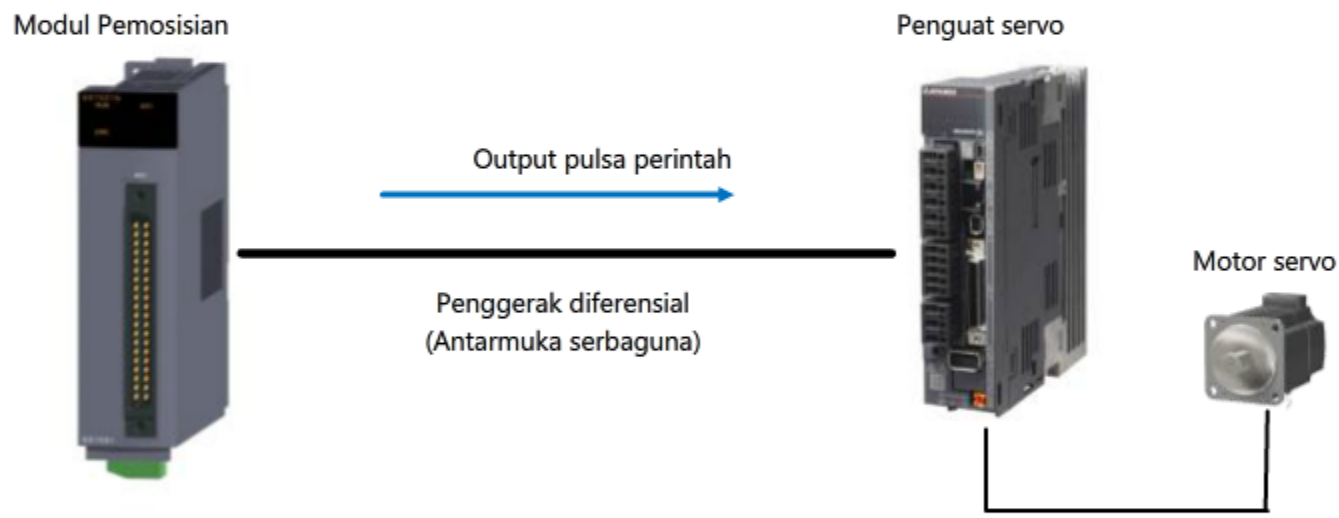 Modul Pemosisian
Penguat servo
Output pulsa perintah
Penggerak diferensial
(Antarmuka serbaguna)
Motor servo